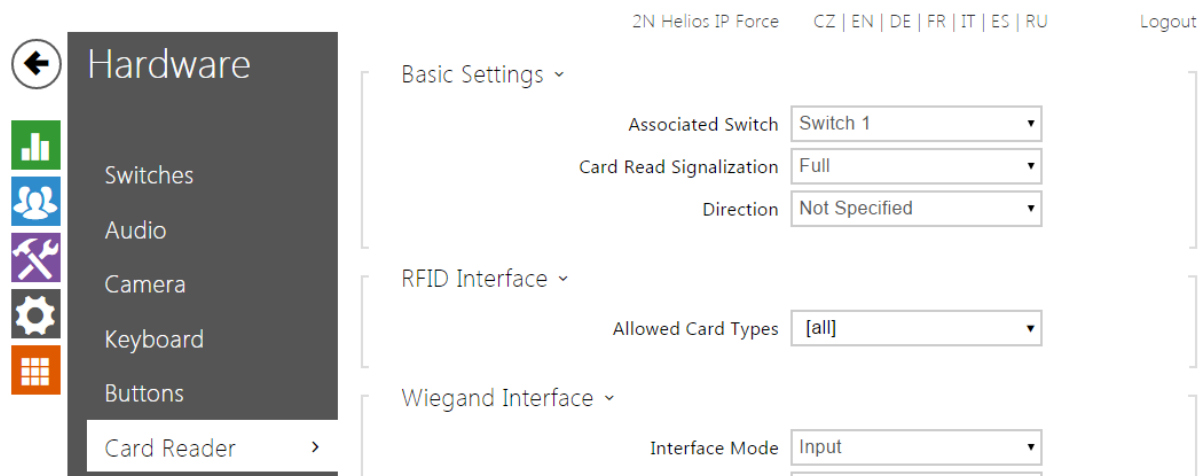 2N Helios IP Force CZ | EN | DE | FR | IT | ES | RU Logout
Hardware
Switches
Audio
Camera
Keyboard
Buttons
Card Reader
Basic Settings
Associated Switch Switch 1
Card Read Signalization Full
Direction Not Specified
RFID Interface
Allowed Card Types [all]
Wiegand Interface
Interface Mode Input